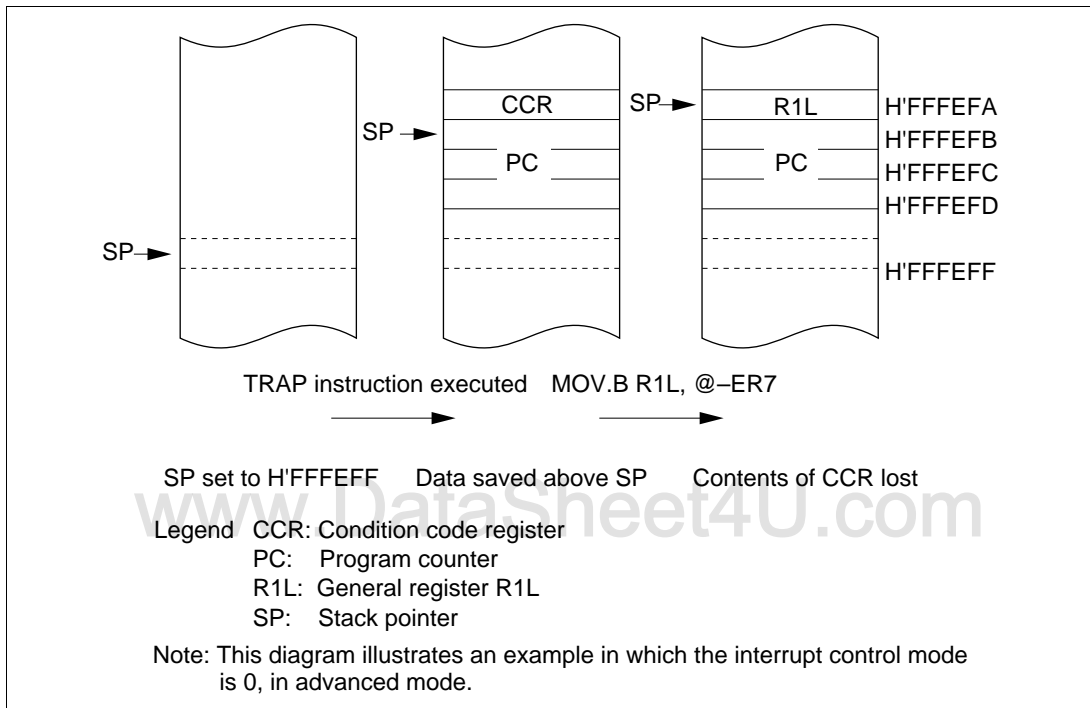 CCR
SP
R1L
H'FFFEFA
SP
H'FFFEFB
PC
PC
H'FFFEFC
H'FFFEFD
SP
H'FFFEFF
TRAP instruction executed
MOV.B R1L, @–ER7
SP set to H'FFFEFF
Data saved above SP
Contents of CCR lost
www.DataSheet4U.com
Legend
CCR: Condition code register
PC: Program counter
R1L: General register R1L
SP: Stack pointer
Note: This diagram illustrates an example in which the interrupt control mode
is 0, in advanced mode.